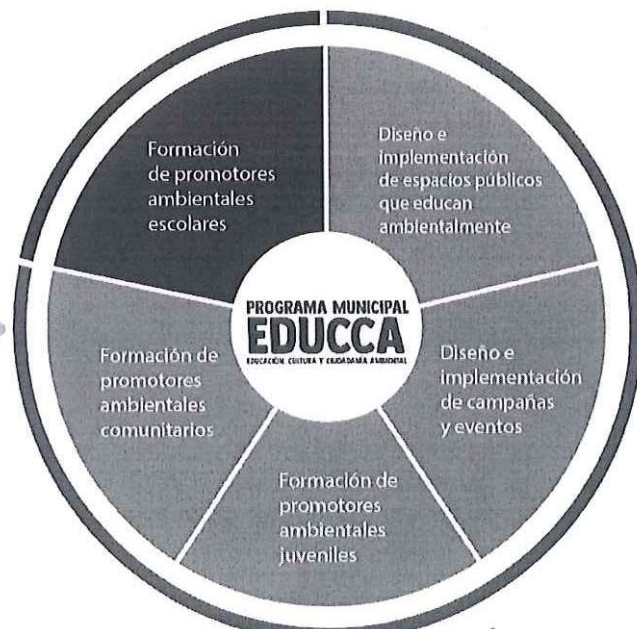 Formación
de promotores
ambientales
escolares
Diseño e
implementación
de espacios públicos
que educan
ambientalmente
PROGRAMA MUNICIPAL
EDUCCA
EDUCACIÓN, CULTURA Y CIUDADANÍA AMBIENTAL
Formación de
promotores
ambientales
comunitarios
Diseño e
implementación
de campañas
y eventos
Formación de
promotores
ambientales
juveniles